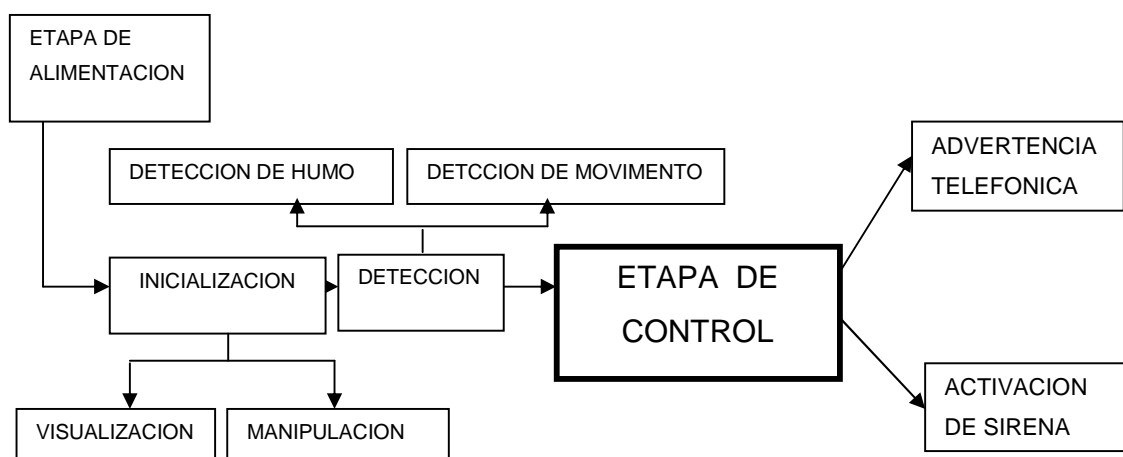 ETAPA DE
ALIMENTACION
DETECCION DE HUMO
DETCCION DE MOVIMENTO
ADVERTENCIA
TELEFONICA
INICIALIZACION
DETECCION
ETAPA DE
CONTROL
VISUALIZACION
MANIPULACION
ACTIVACION
DE SIRENA